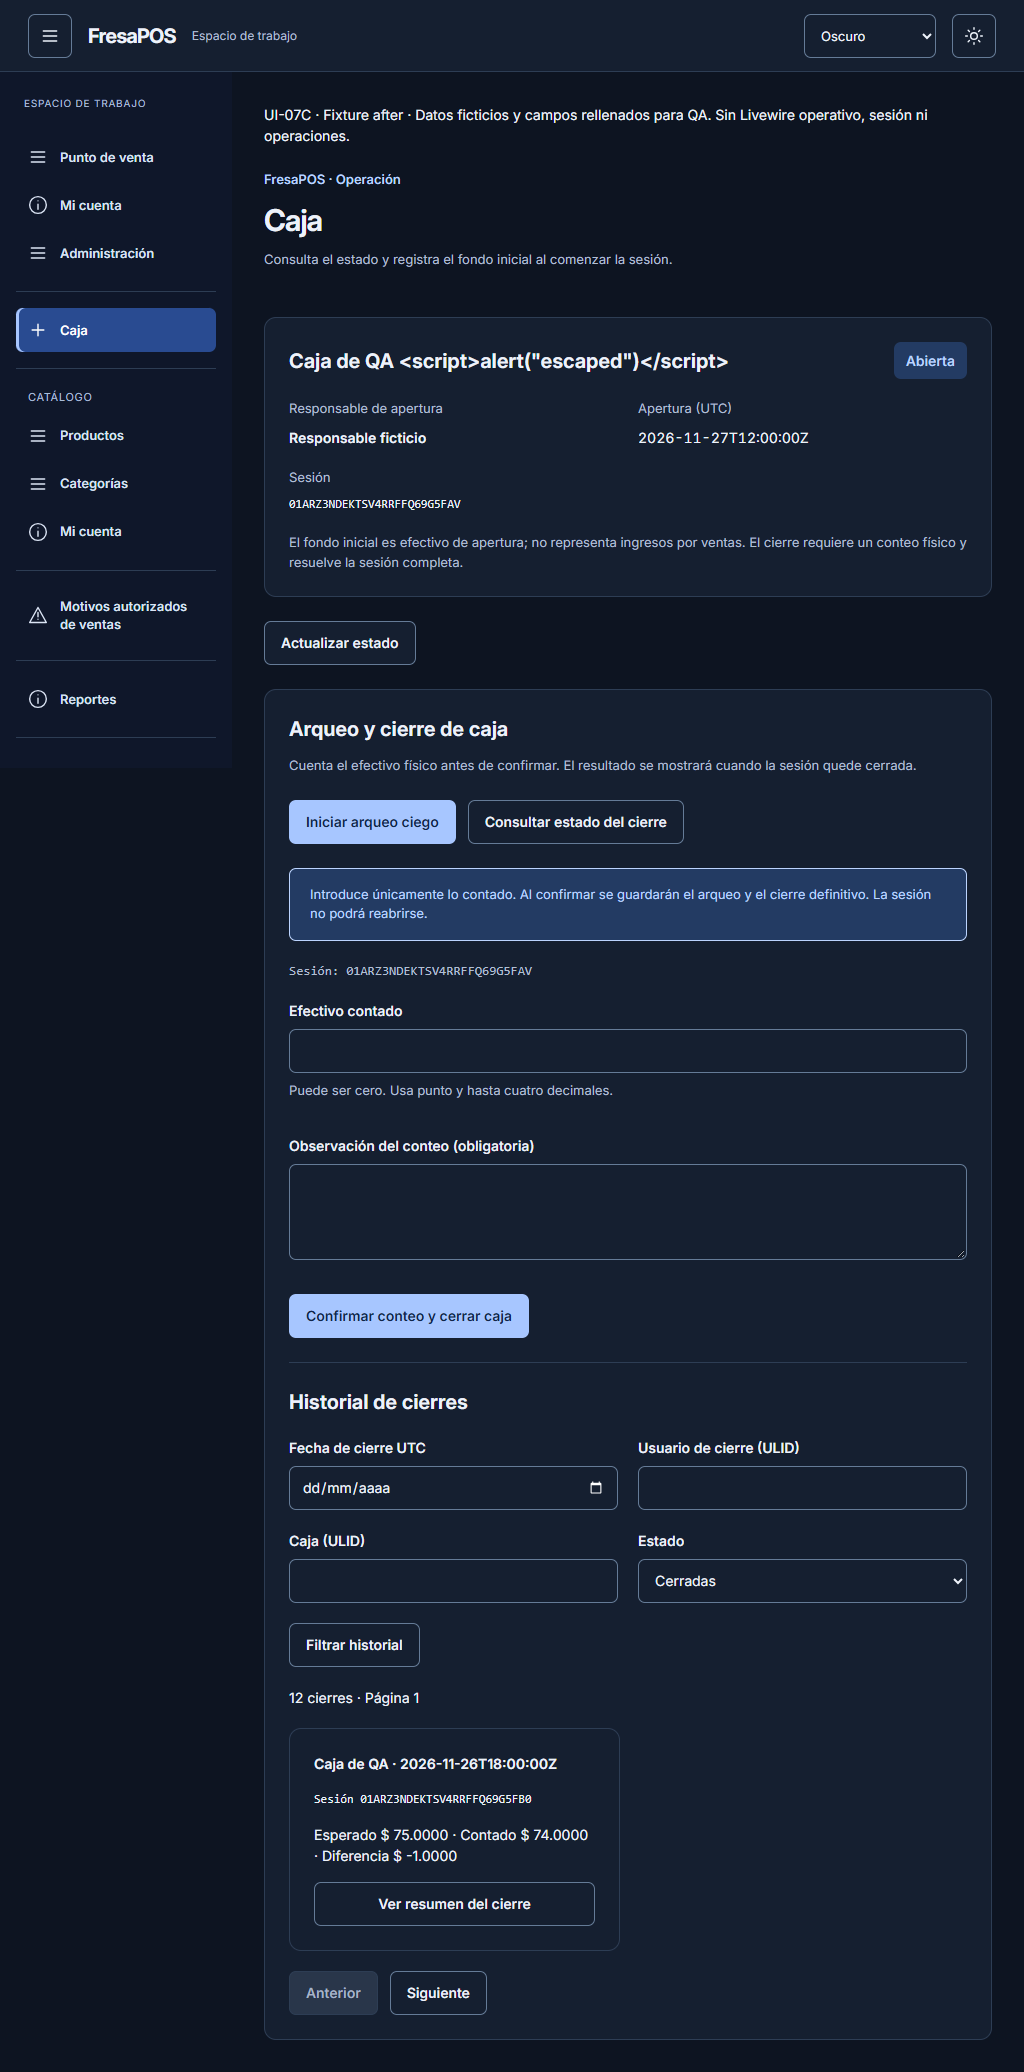 FresaPOS
Espacio de trabajo
Oscuro
ESPACIO DE TRABAJO
Punto de venta
Mi cuenta
Administración
Caja
CATÁLOGO
Productos
Categorías
Mi cuenta
Motivos autorizados
de ventas
Reportes
UI-07C · Fixture after · Datos ficticios y campos rellenados para QA. Sin Livewire operativo, sesión ni
operaciones.
FresaPOS · Operación
Caja
Consulta el estado y registra el fondo inicial al comenzar la sesión.
Caja de QA <script>alert("escaped")</script>
Abierta
Responsable de apertura
Responsable ficticio
Apertura (UTC)
2026-11-27T12:00:00Z
Sesión
01ARZ3NDEKTSV4RRFFQ69G5FAV
El fondo inicial es efectivo de apertura; no representa ingresos por ventas. El cierre requiere un conteo físico y
resuelve la sesión completa.
Actualizar estado
Arqueo y cierre de caja
Cuenta el efectivo físico antes de confirmar. El resultado se mostrará cuando la sesión quede cerrada.
Iniciar arqueo ciego
Consultar estado del cierre
Introduce únicamente lo contado. Al confirmar se guardarán el arqueo y el cierre definitivo. La sesión
no podrá reabrirse.
Sesión: 01ARZ3NDEKTSV4RRFFQ69G5FAV
Efectivo contado
Puede ser cero. Usa punto y hasta cuatro decimales.
Observación del conteo (obligatoria)
Confirmar conteo y cerrar caja
Historial de cierres
Fecha de cierre UTC
dd/mm/aaaa
Usuario de cierre (ULID)
Caja (ULID)
Estado
Cerradas
Filtrar historial
12 cierres · Página 1
Caja de QA · 2026-11-26T18:00:00Z
Sesión 01ARZ3NDEKTSV4RRFFQ69G5FB0
Esperado $ 75.0000 · Contado $ 74.0000
· Diferencia $ -1.0000
Ver resumen del cierre
Anterior
Siguiente